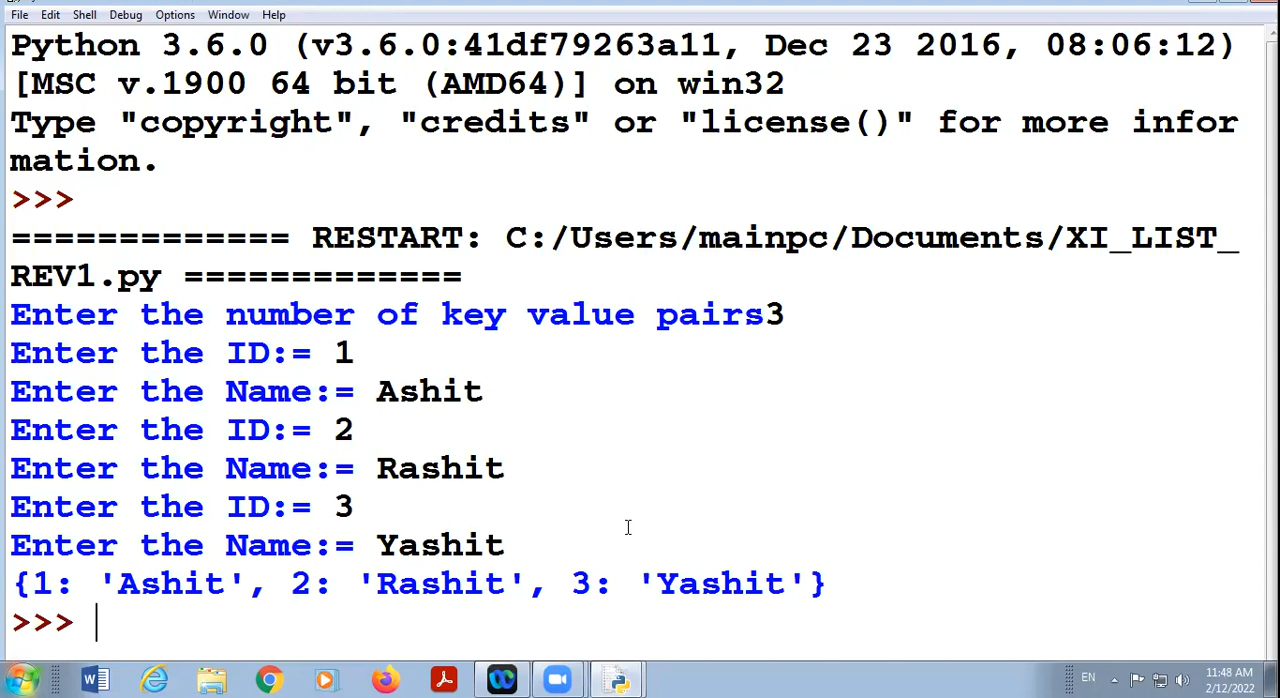 File Edit Shell Debug Options Window Help
Python 3.6.0 (v3.6.0:41df79263a11, Dec 23 2016, 08:06:12)
[MSC v.1900 64 bit (AMD64)] on win32
Type "copyright", "credits" or "license()" for more infor
mation.
>>>
============= RESTART: C:/Users/mainpc/Documents/XI_LIST_
REV1.py =============
Enter the number of key value pairs3
Enter the ID:= 1
Enter the Name:= Ashit
Enter the ID:= 2
Enter the Name:= Rashit
Enter the ID:= 3
Enter the Name:= Yashit
{1: 'Ashit', 2: 'Rashit', 3: 'Yashit'}
>>>
EN
11:48 AM
2/12/2022